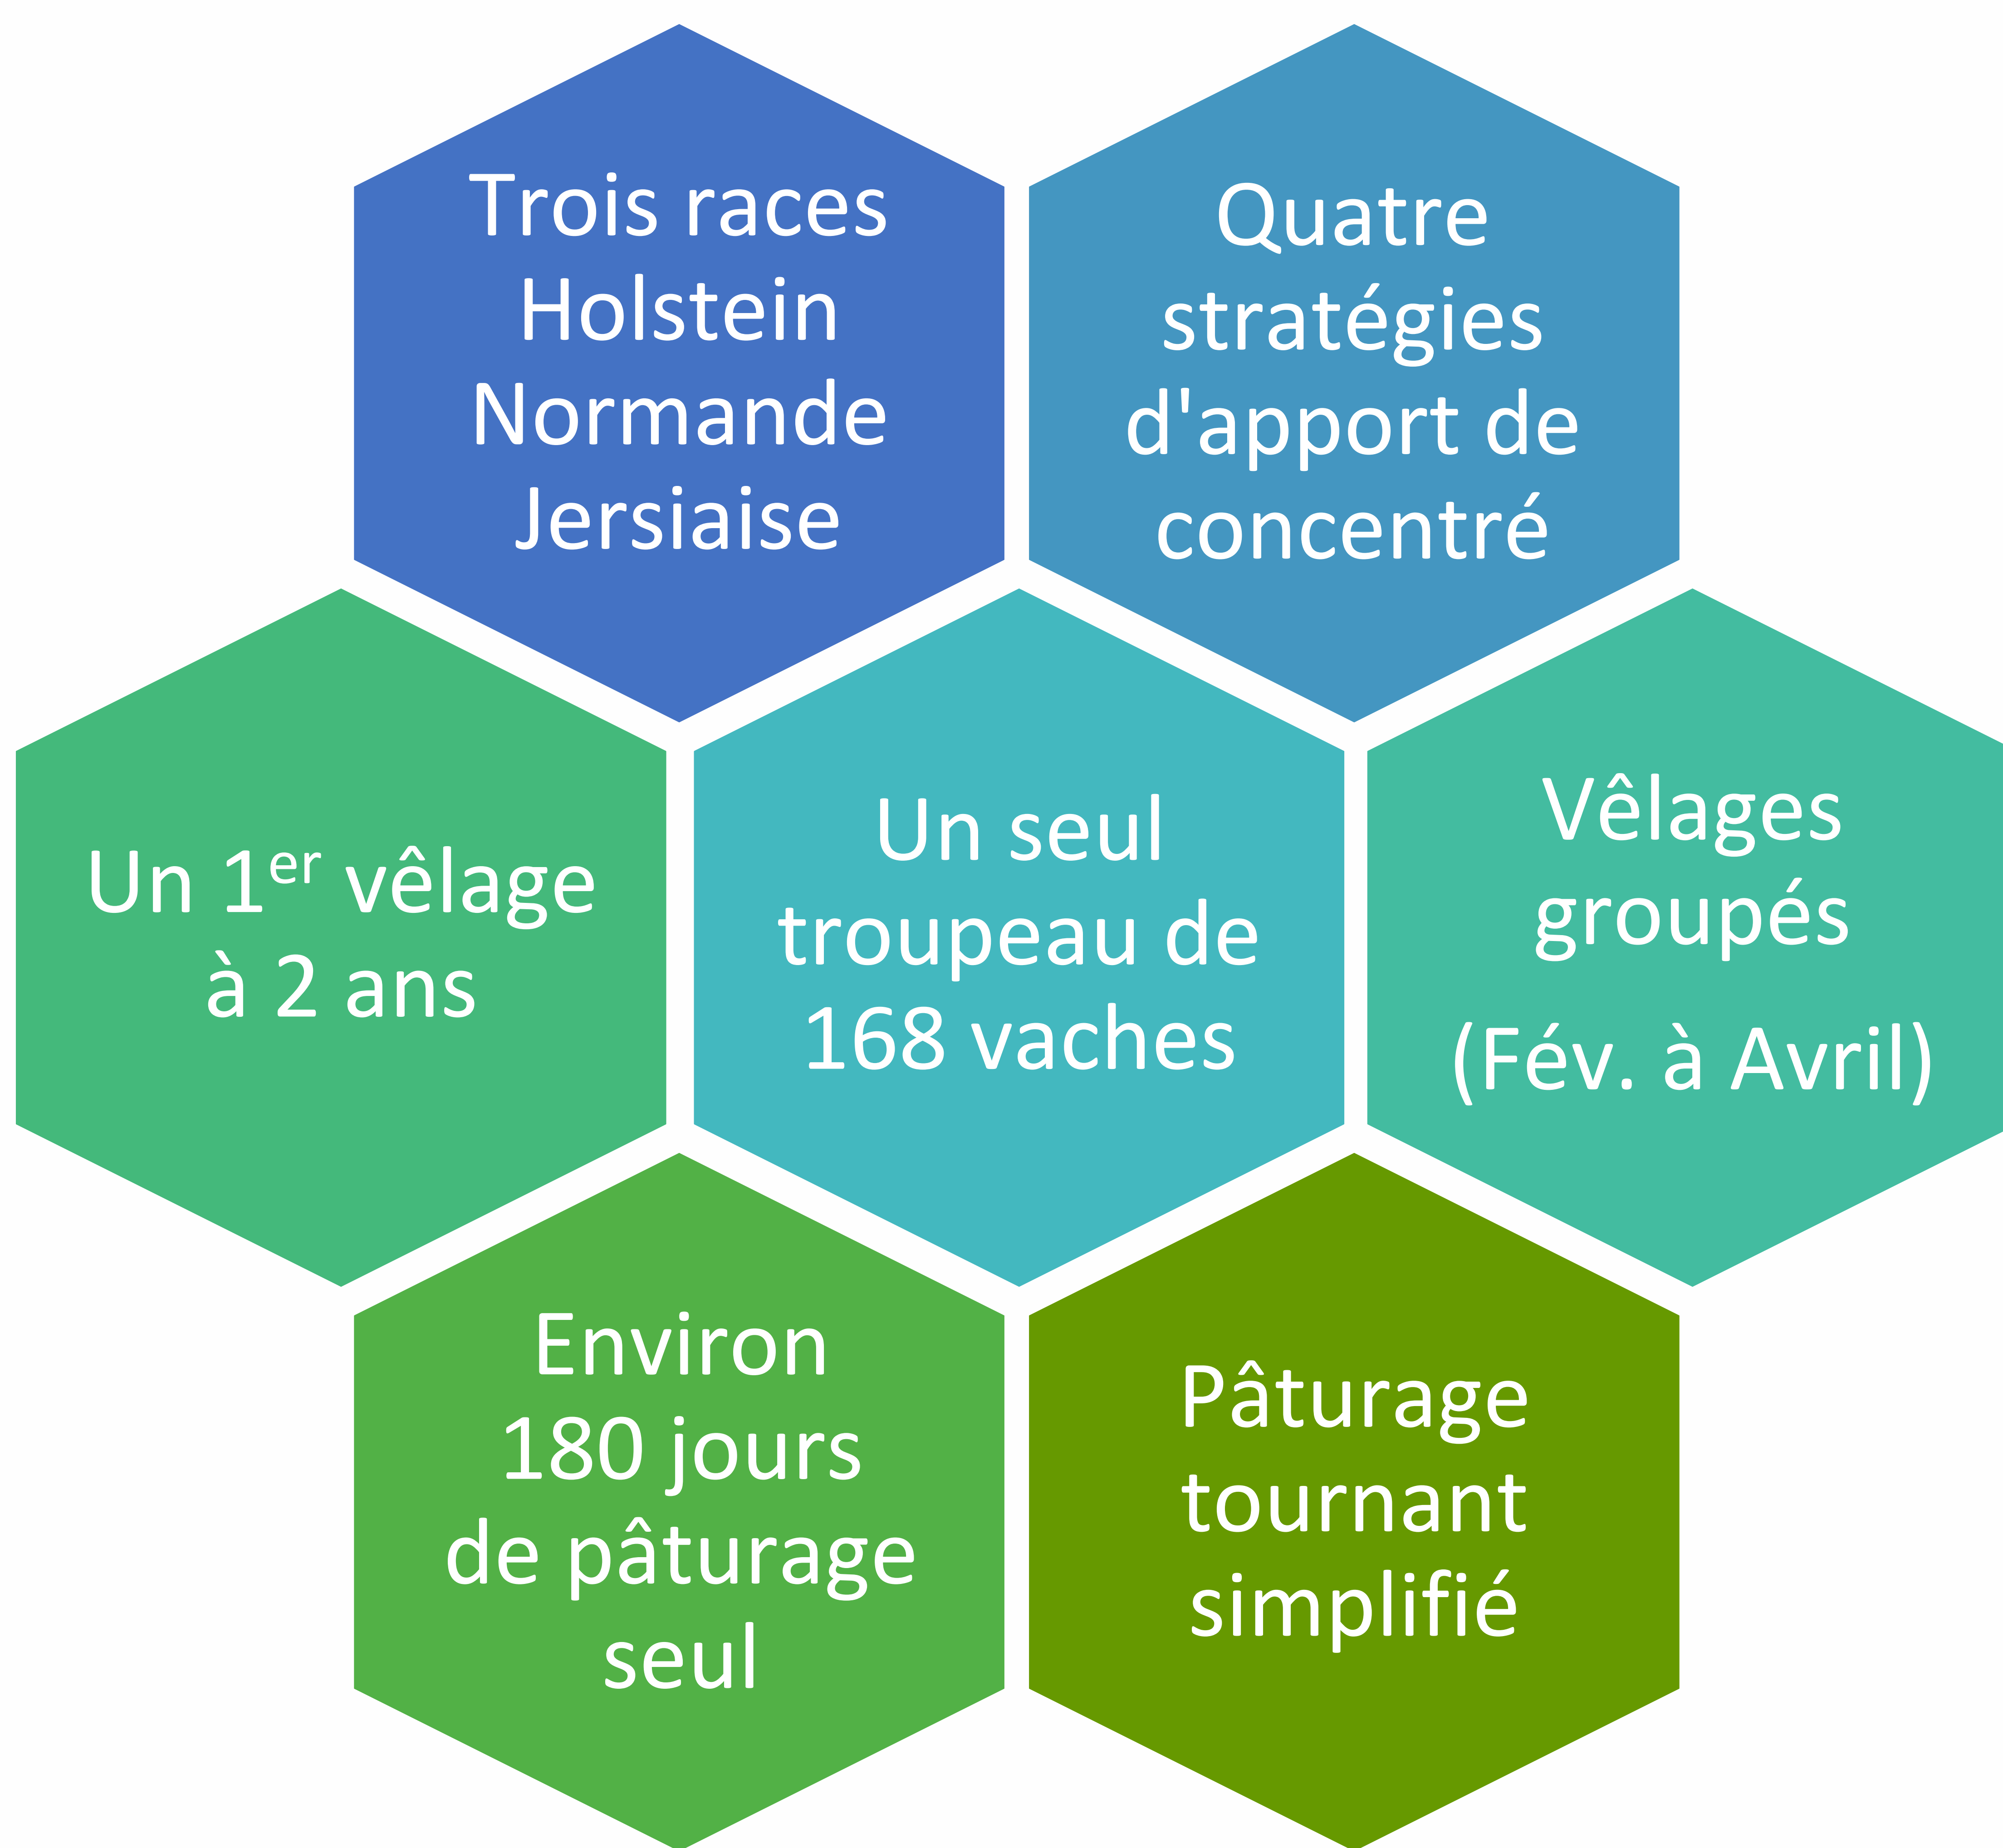 Trois races
Holstein
Normande
Jersiaise
Quatre
stratégies
d'apport de
concentré
Un 1er vêlage
à 2 ans
Un seul
troupeau de
168 vaches
Vêlages
groupés
(Fév. à Avril)
Environ
180 jours
de pâturage
seul
Pâturage
tournant
simplifié